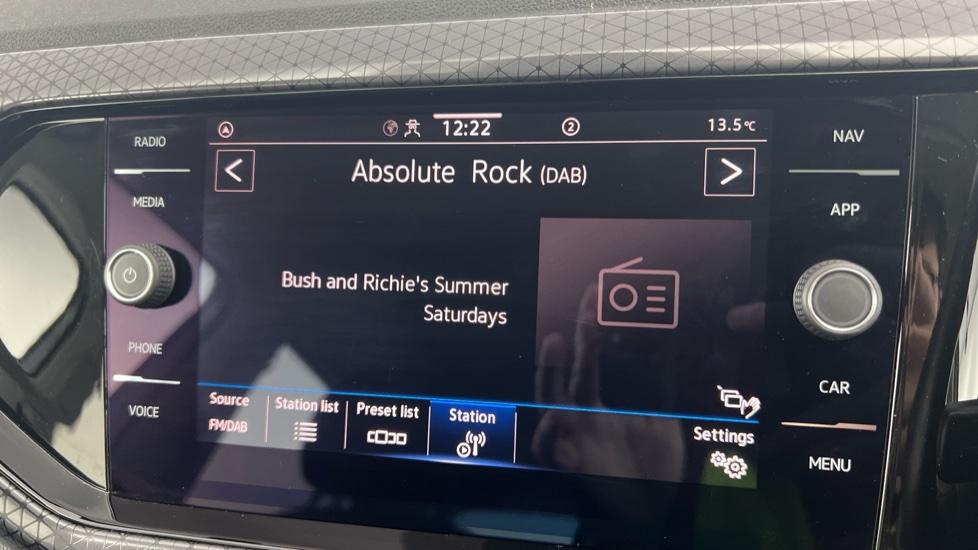 RADIO
MEDIA
PHONE
VOICE
12:22
2
13.5°C
Absolute Rock (DAB)
Bush and Richie's Summer
Saturdays
Source
FM/DAB
Station list
Preset list
Station
Settings
NAV
APP
CAR
MENU